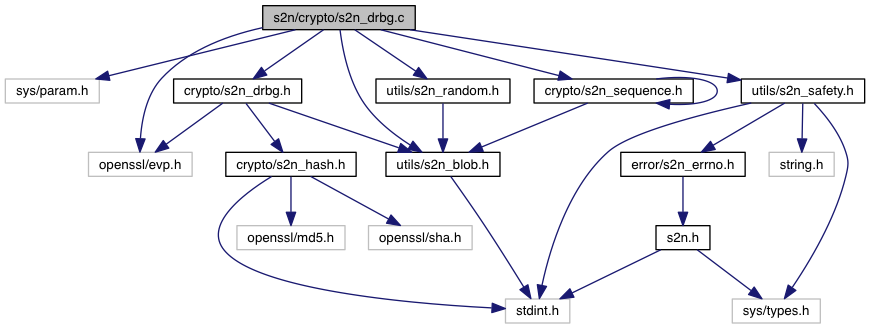 s2n/crypto/s2n_drbg.c
sys/param.h
crypto/s2n_drbg.h
utils/s2n_random.h
crypto/s2n_sequence.h
utils/s2n_safety.h
openssl/evp.h
crypto/s2n_hash.h
utils/s2n_blob.h
error/s2n_errno.h
string.h
openssl/md5.h
openssl/sha.h
s2n.h
stdint.h
sys/types.h